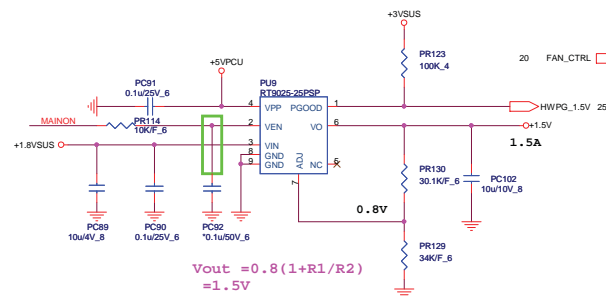 +3VSUS
+5VPCU
PR123
100K_4
20 FAN_CTRL
PC91
0.1u/25V_6
PU9
RT9025-25PSP
4 VPP PGOOD 1
HWPG_1.5V 25
MAINON
PR114
10K/F_6
2 VEN VO 6
+1.5V
1.5A
+1.8VSUS
3 VIN
8 GND
9 GND
ADJ
NC 5
7
PR130
30.1K/F_6
PC102
10u/10V_8
0.8V
PC89
10u/4V_8
PC90
0.1u/25V_6
PC92
*0.1u/50V_6
PR129
34K/F_6
Vout =0.8(1+R1/R2)
=1.5V